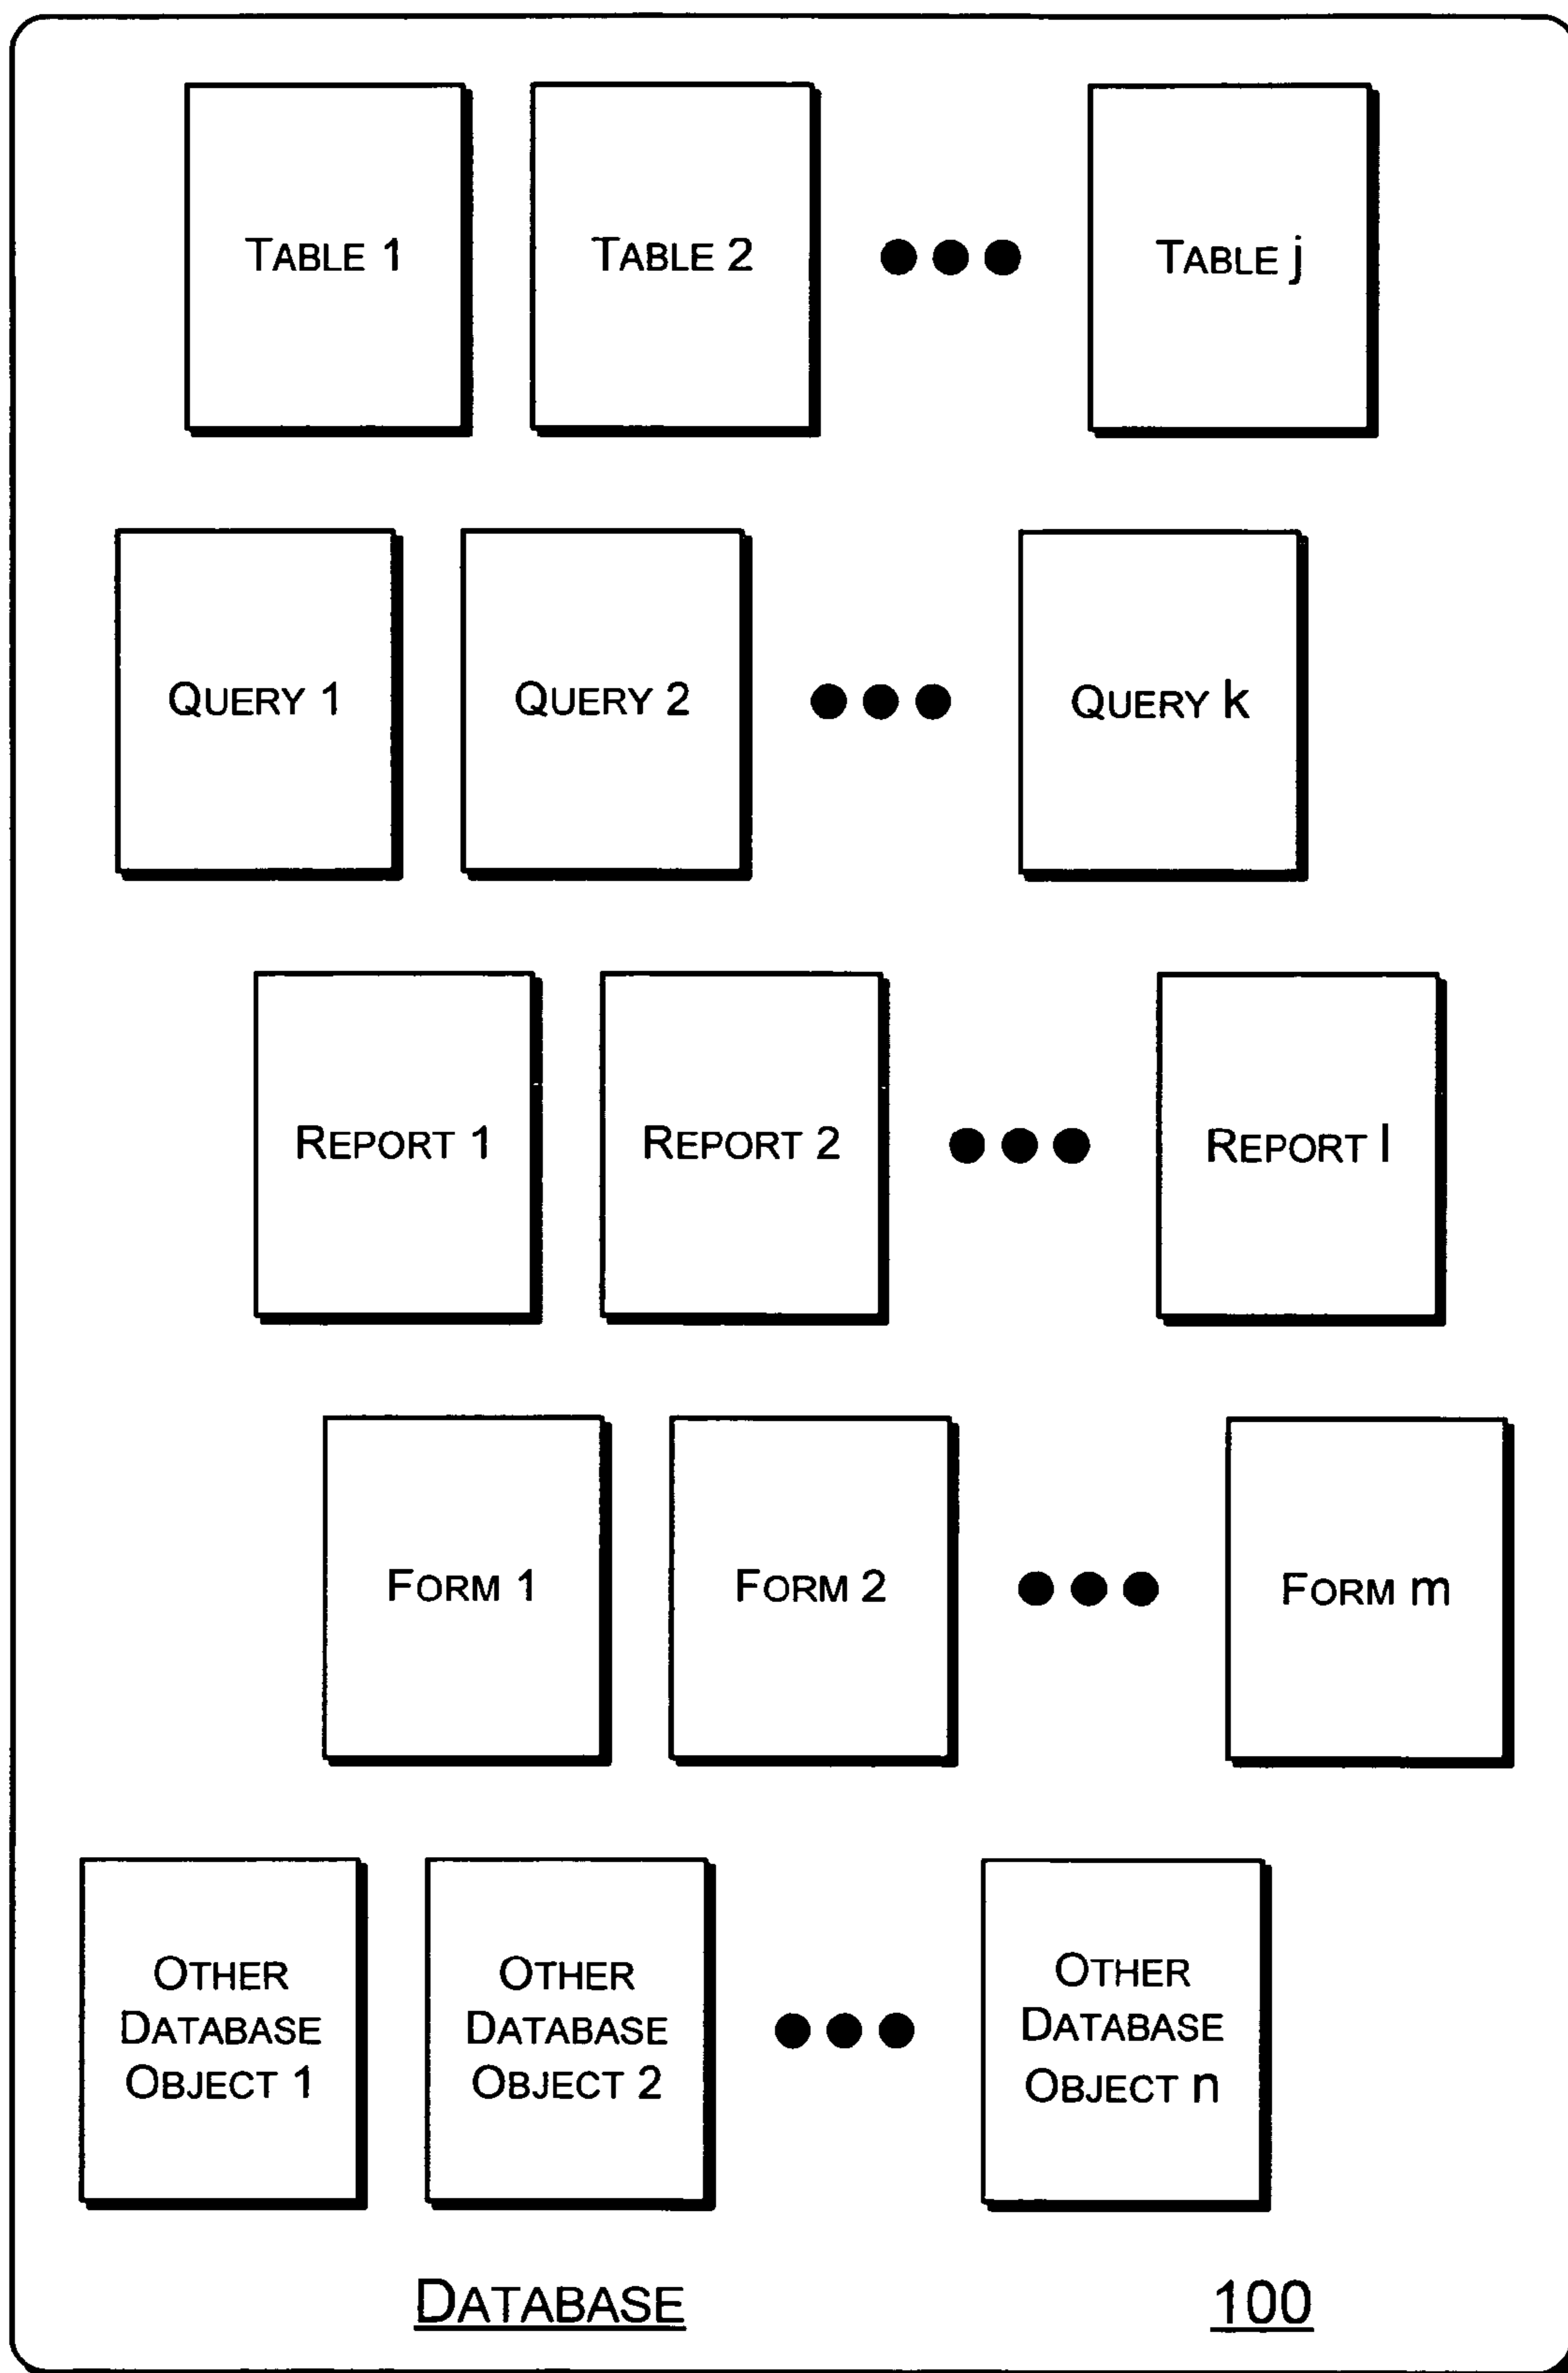 TABLE 1 TABLE 2 TABLE j
QUERY 1 QUERY 2 QUERY k
REPORT 1 REPORT 2 REPORT l
FORM 1 FORM 2 FORM m
OTHER DATABASE OBJECT 1
OTHER DATABASE OBJECT 2
OTHER DATABASE OBJECT n
DATABASE 100